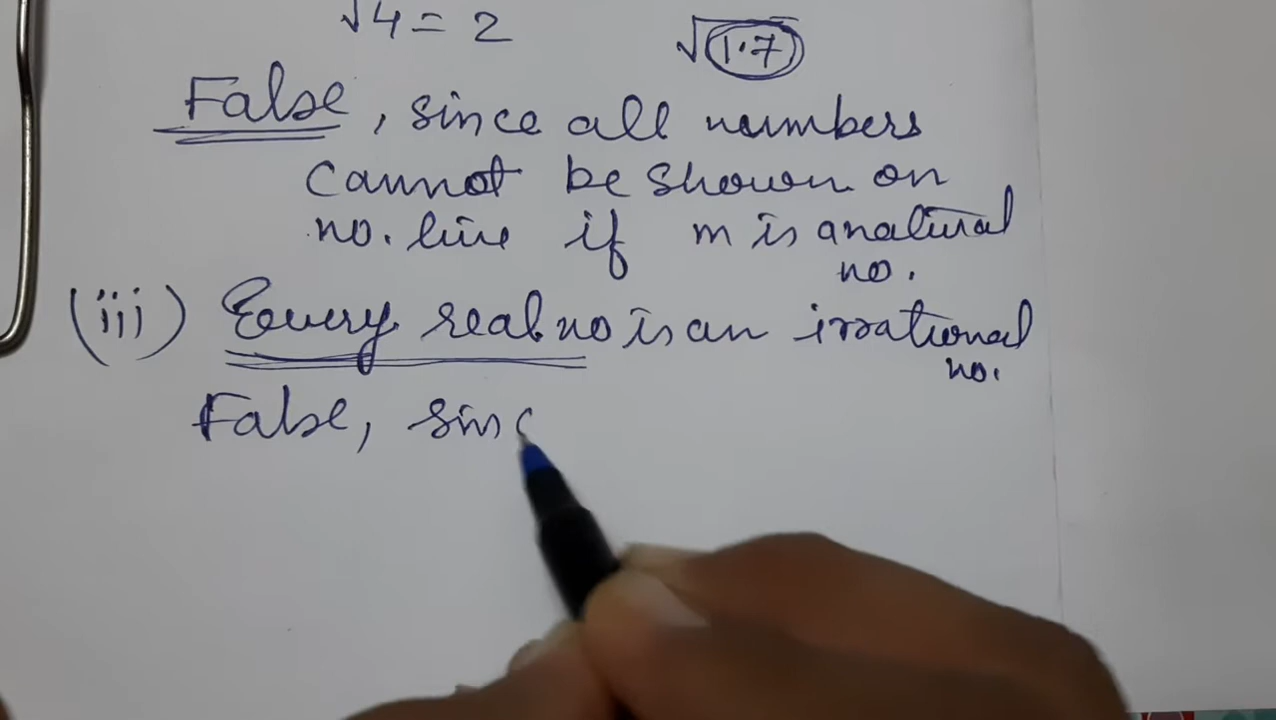 √4 = 2 √1.7
False, since all numbers
cannot be shown on
no. line if m is a natural
no.
(iii) Every real no is an irrational
no.
False, sinc